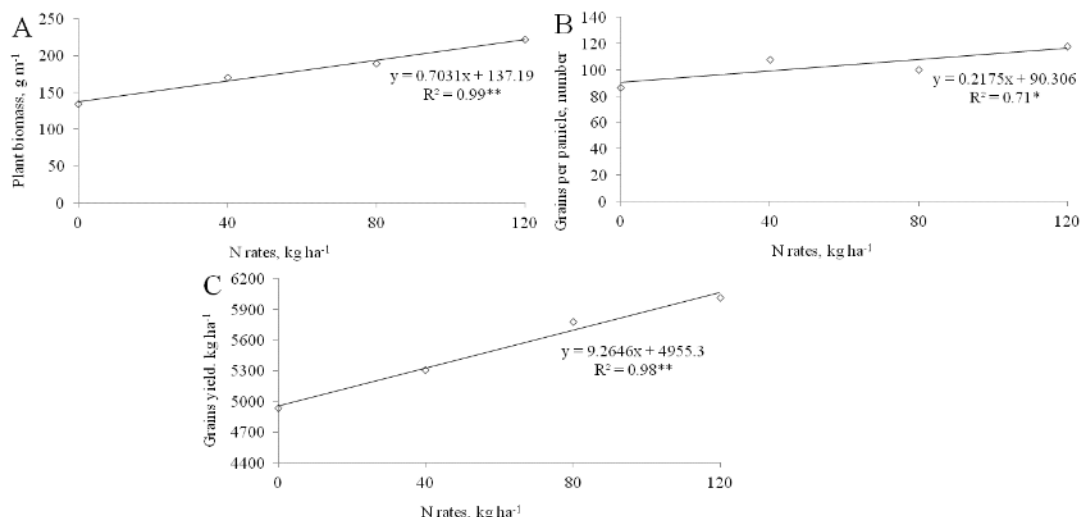 A
Plant biomass, g m-1
250
200
150
100
50
0
y = 0.7031x + 137.19
R² = 0.99**
0 40 80 120
N rates, kg ha-1
B
Grains per panicle, number
140
120
100
80
60
40
20
0
y = 0.2175x + 90.306
R² = 0.71*
0 40 80 120
N rates, kg ha-1
C
Grains yield. kg ha-1
6200
5900
5600
5300
5000
4700
4400
y = 9.2646x + 4955.3
R² = 0.98**
0 40 80 120
N rates, kg ha-1